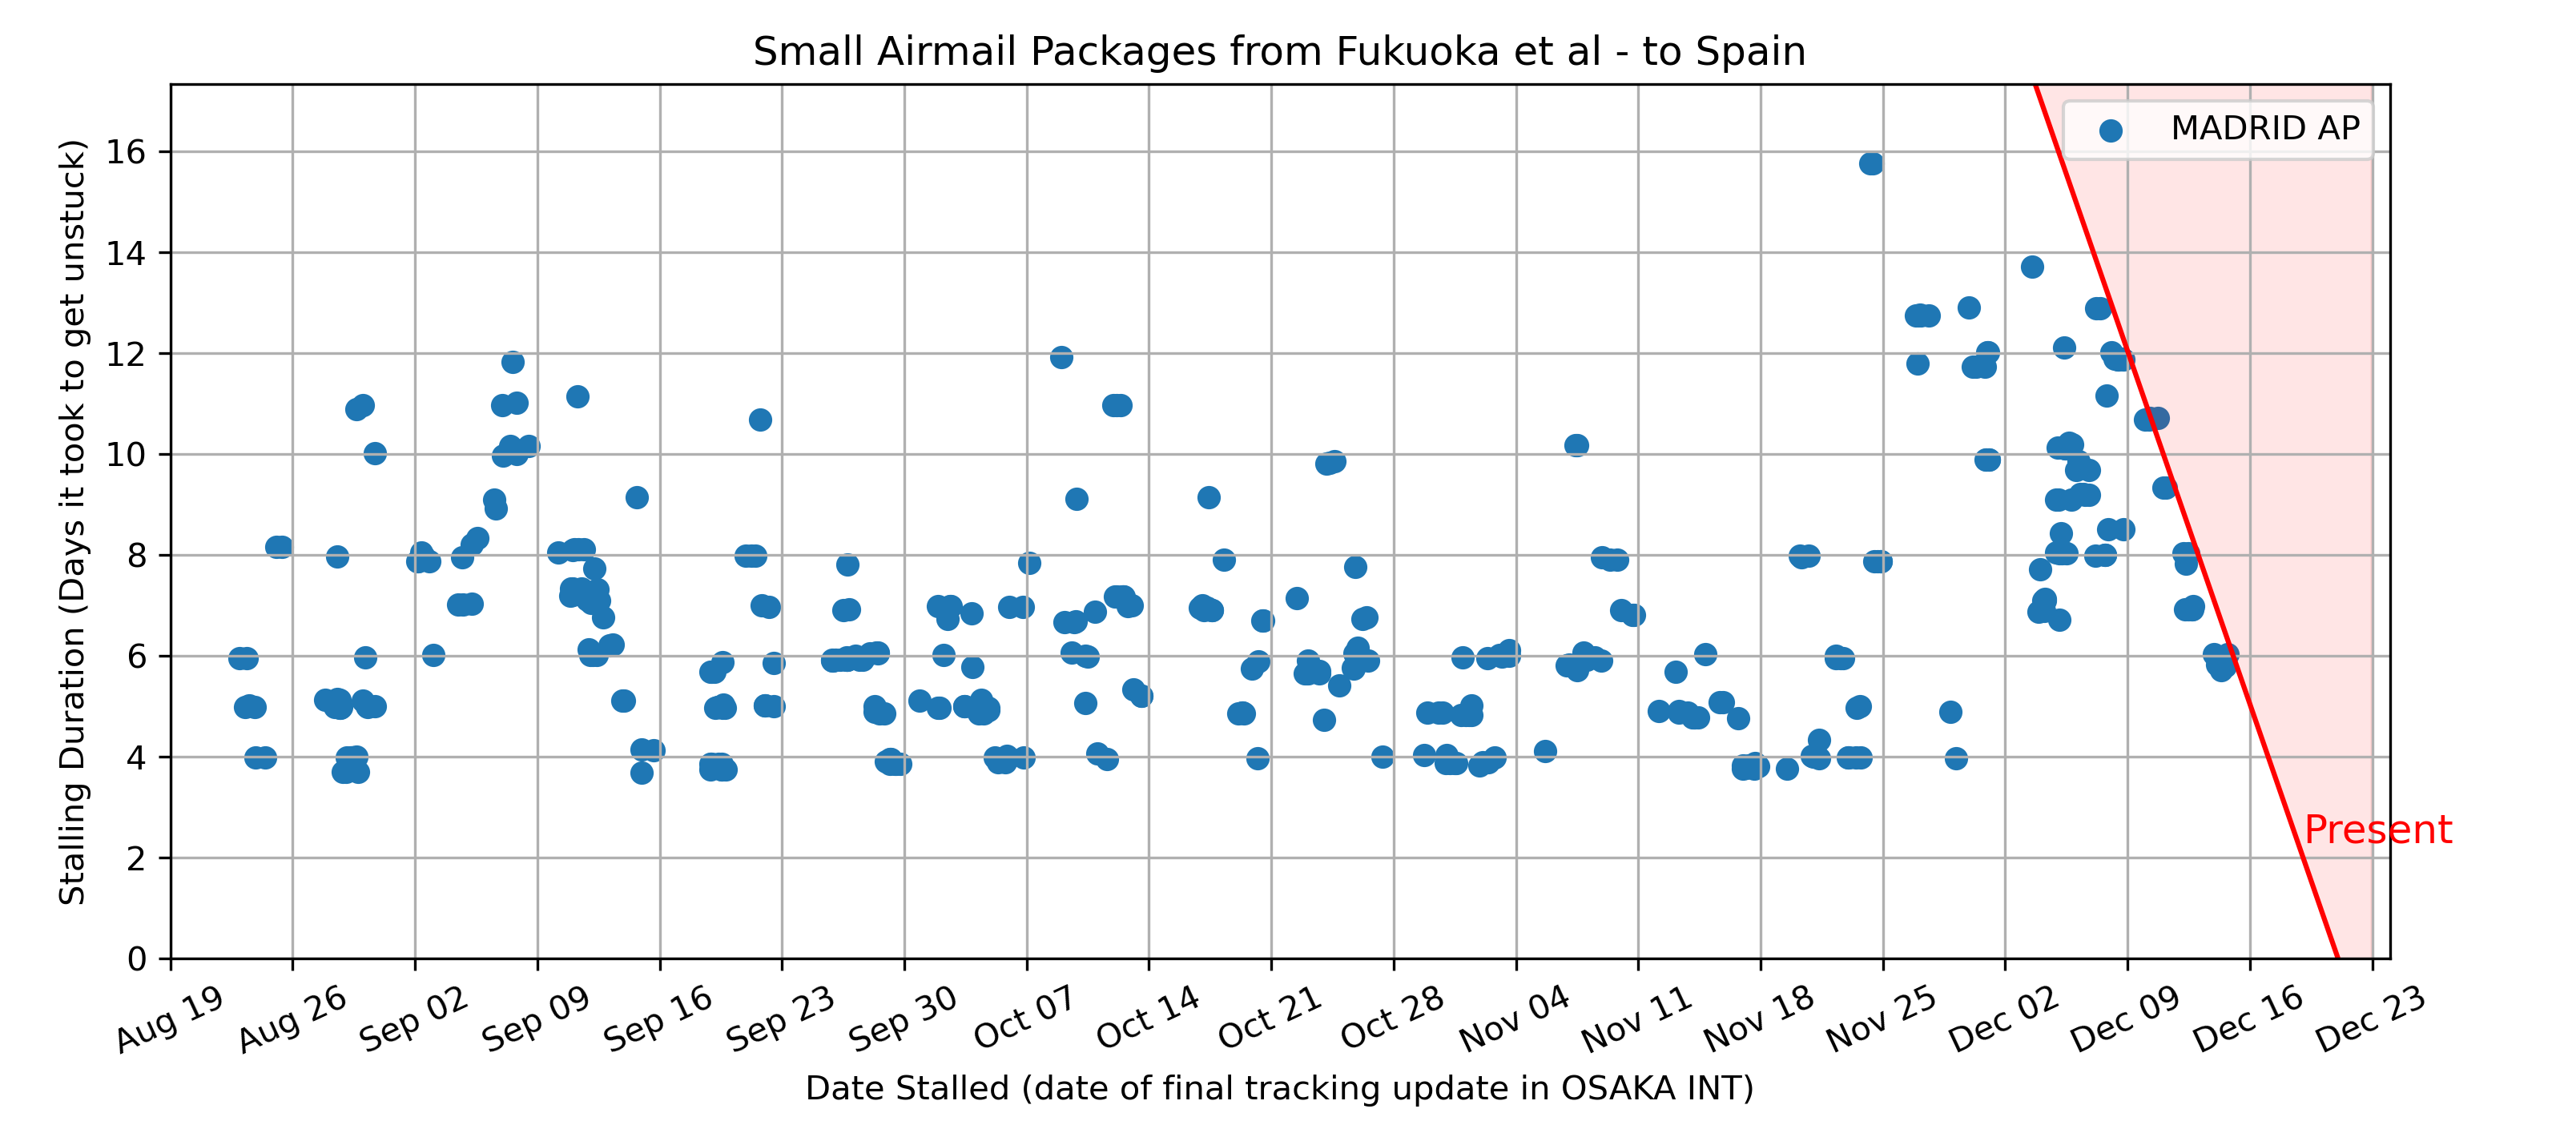 Small Airmail Packages from Fukuoka et al - to Spain
MADRID AP
Stalling Duration (Days it took to get unstuck)
16
14
12
10
8
6
4
2
0
Present
Aug 19
Aug 26
Sep 02
Sep 09
Sep 16
Sep 23
Sep 30
Oct 07
Oct 14
Oct 21
Oct 28
Nov 04
Nov 11
Nov 18
Nov 25
Dec 02
Dec 09
Dec 16
Dec 23
Date Stalled (date of final tracking update in OSAKA INT)